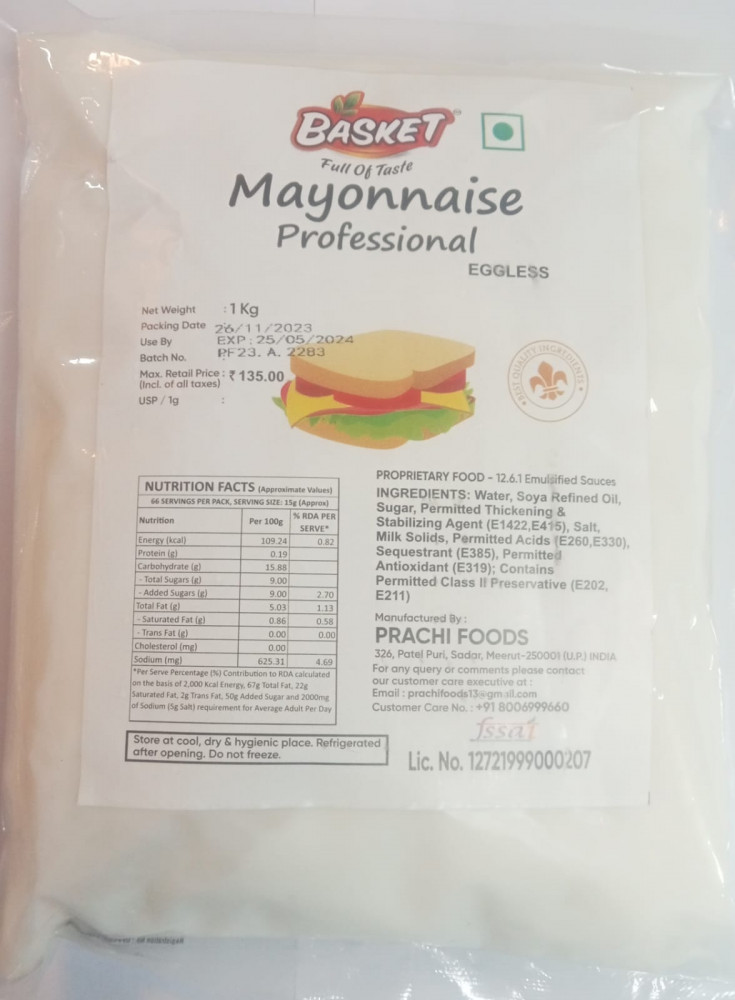 BASKET
Full Of Taste
Mayonnaise
Professional
EGGLESS
Net Weight : 1 Kg
Packing Date 26/11/2023
Use By EXP: 25/05/2024
Batch No. PF23. A. 2283
Max. Retail Price : ₹ 135.00
(Incl. of all taxes)
USP / 1g :
BEST QUALITY INGREDIENTS
NUTRITION FACTS (Approximate Values)
66 SERVINGS PER PACK, SERVING SIZE: 15g (Approx)
Nutrition Per 100g % RDA PER SERVE*
Energy (kcal) 109.24 0.82
Protein (g) 0.19
Carbohydrate (g) 15.88
- Total Sugars (g) 9.00
- Added Sugars (g) 9.00 2.70
Total Fat (g) 5.03 1.13
- Saturated Fat (g) 0.86 0.58
- Trans Fat (g) 0.00 0.00
Cholesterol (mg) 0.00
Sodium (mg) 625.31 4.69
*Per Serve Percentage (%) Contribution to RDA calculated
on the basis of 2,000 Kcal Energy, 67g Total Fat, 22g
Saturated Fat, 2g Trans Fat, 50g Added Sugar and 2000mg
of Sodium (5g Salt) requirement for Average Adult Per Day
Store at cool, dry & hygienic place. Refrigerated
after opening. Do not freeze.
PROPRIETARY FOOD - 12.6.1 Emulsified Sauces
INGREDIENTS: Water, Soya Refined Oil,
Sugar, Permitted Thickening &
Stabilizing Agent (E1422,E415), Salt,
Milk Solids, Permitted Acids (E260,E330),
Sequestrant (E385), Permitted
Antioxidant (E319); Contains
Permitted Class II Preservative (E202,
E211)
Manufactured By :
PRACHI FOODS
326, Patel Puri, Sadar, Meerut-250001 (U.P.) INDIA
For any query or comments please contact
our customer care executive at :
Email : prachifoods13@gmail.com
Customer Care No. : +91 8006999660
fssai
Lic. No. 12721999000207